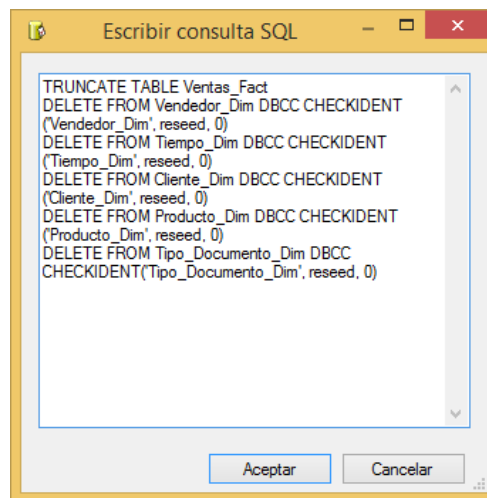 Escribir consulta SQL
TRUNCATE TABLE Ventas_Fact
DELETE FROM Vendedor_Dim DBCC CHECKIDENT
('Vendedor_Dim', reseed, 0)
DELETE FROM Tiempo_Dim DBCC CHECKIDENT
('Tiempo_Dim', reseed, 0)
DELETE FROM Cliente_Dim DBCC CHECKIDENT
('Cliente_Dim', reseed, 0)
DELETE FROM Producto_Dim DBCC CHECKIDENT
('Producto_Dim', reseed, 0)
DELETE FROM Tipo_Documento_Dim DBCC
CHECKIDENT('Tipo_Documento_Dim', reseed, 0)
Aceptar
Cancelar